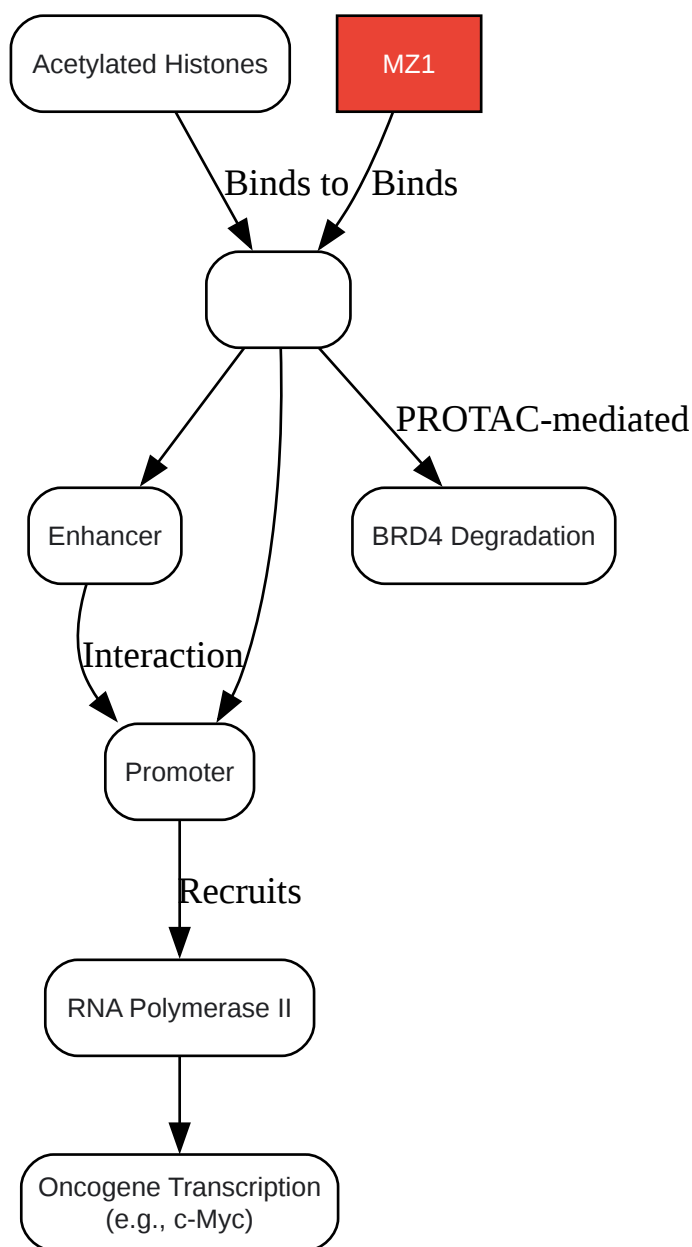 Acetylated Histones
MZ1
Binds to
Binds
PROTAC-mediated
Enhancer
BRD4 Degradation
Interaction
Promoter
Recruits
RNA Polymerase II
Oncogene Transcription
(e.g., c-Myc)